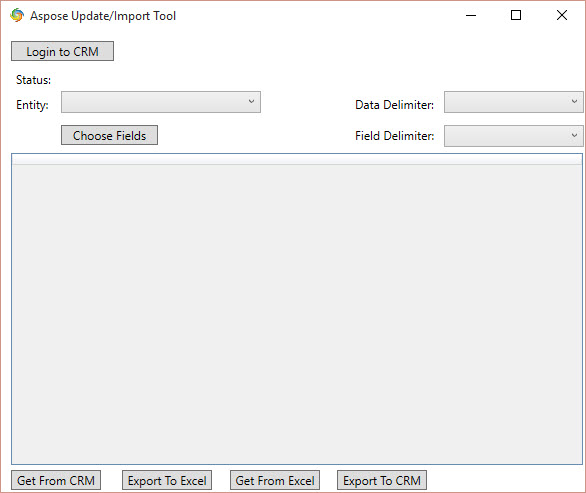 Aspose Update/Import Tool
Login to CRM
Status:
Entity:
Data Delimiter:
Choose Fields
Field Delimiter:
Get From CRM
Export To Excel
Get From Excel
Export To CRM